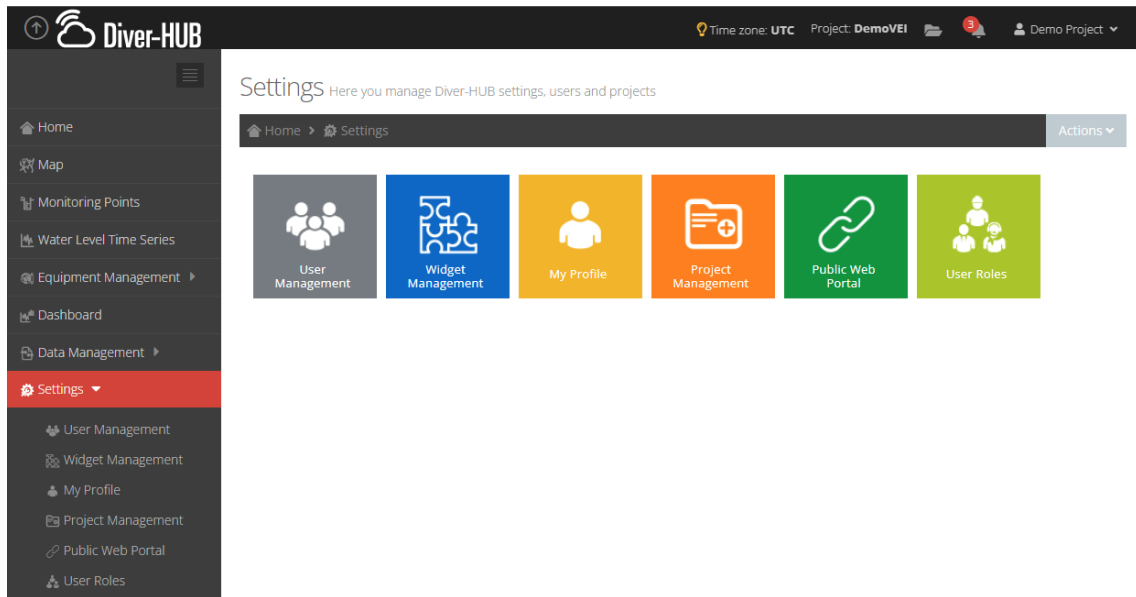 Diver-HUB
Time zone: UTC Project: DemoVEI 3 Demo Project
Settings Here you manage Diver-HUB settings, users and projects
Home > Settings Actions
Home
Map
Monitoring Points
Water Level Time Series
Equipment Management
Dashboard
Data Management
Settings
User Management
Widget Management
My Profile
Project Management
Public Web Portal
User Roles
User
Management
Widget
Management
My Profile
Project
Management
Public Web
Portal
User Roles